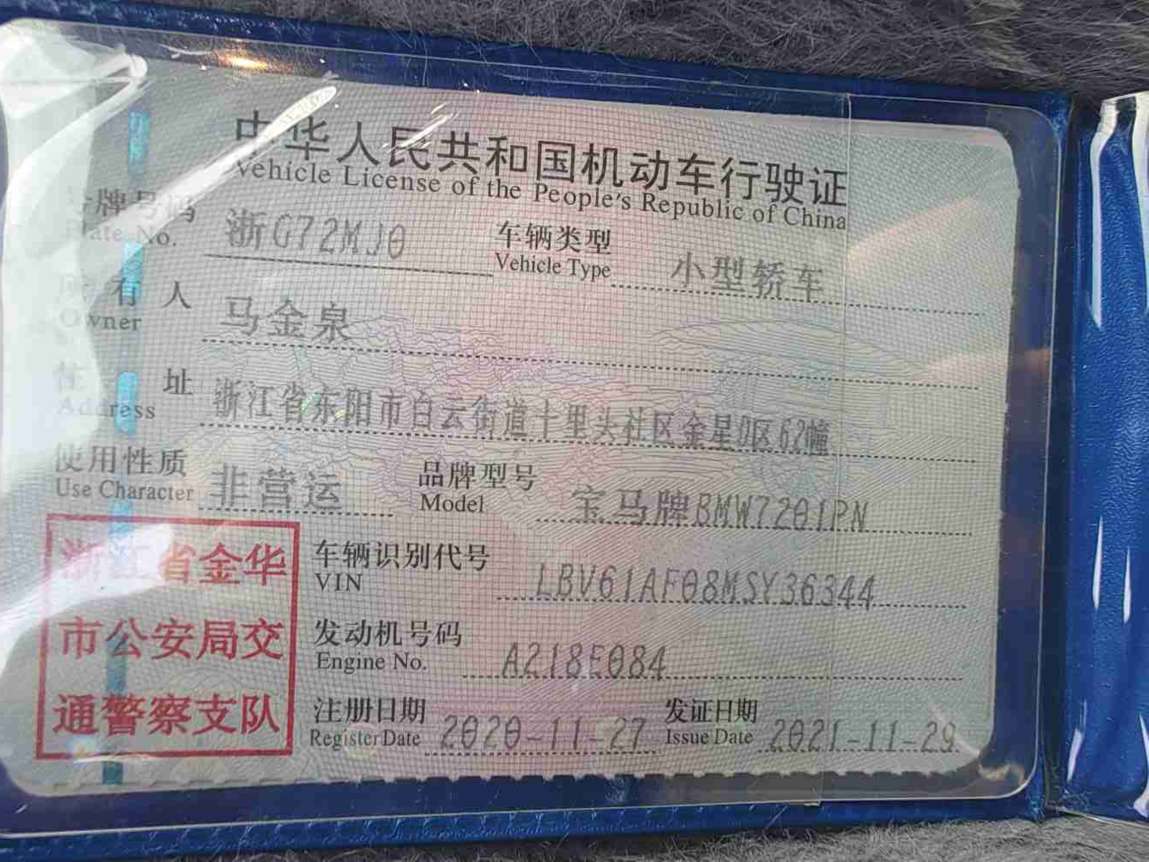 中华人民共和国机动车行驶证
Vehicle License of the People's Republic of China
号牌号码 浙G72MJ0 车辆类型 小型轿车
Plate No. Vehicle Type
所有人 马金泉
Owner
住址 浙江省东阳市白云街道十里头社区金星0区62幢
Address
使用性质 非营运 品牌型号 宝马牌BMW7201PN
Use Character Model
浙江省金华
市公安局交
通警察支队
车辆识别代号 LBV61AF08MSY36344
VIN
发动机号码 A218E084
Engine No.
注册日期 2020-11-27 发证日期 2021-11-29
Register Date Issue Date